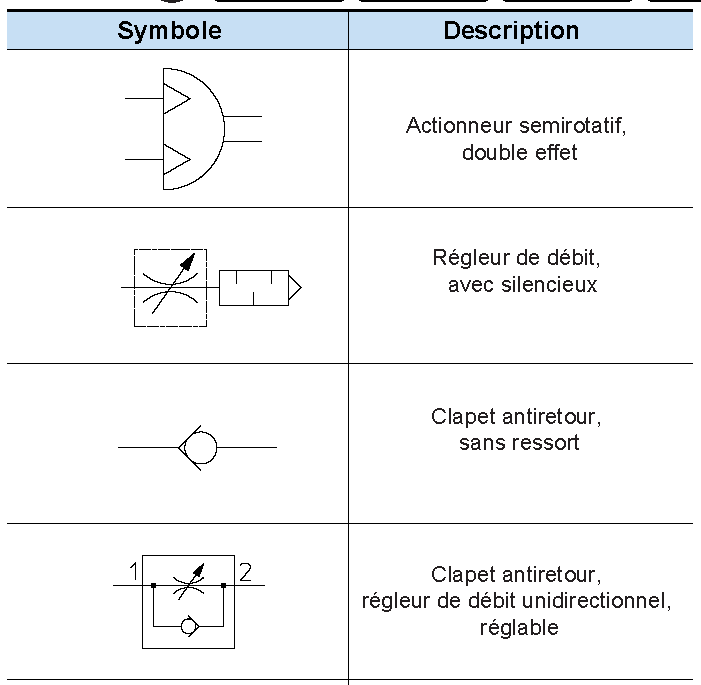 Symbole Description
Actionneur semirotatif,
double effet
Régleur de débit,
avec silencieux
Clapet antiretour,
sans ressort
1 2
Clapet antiretour,
régleur de débit unidirectionnel,
réglable